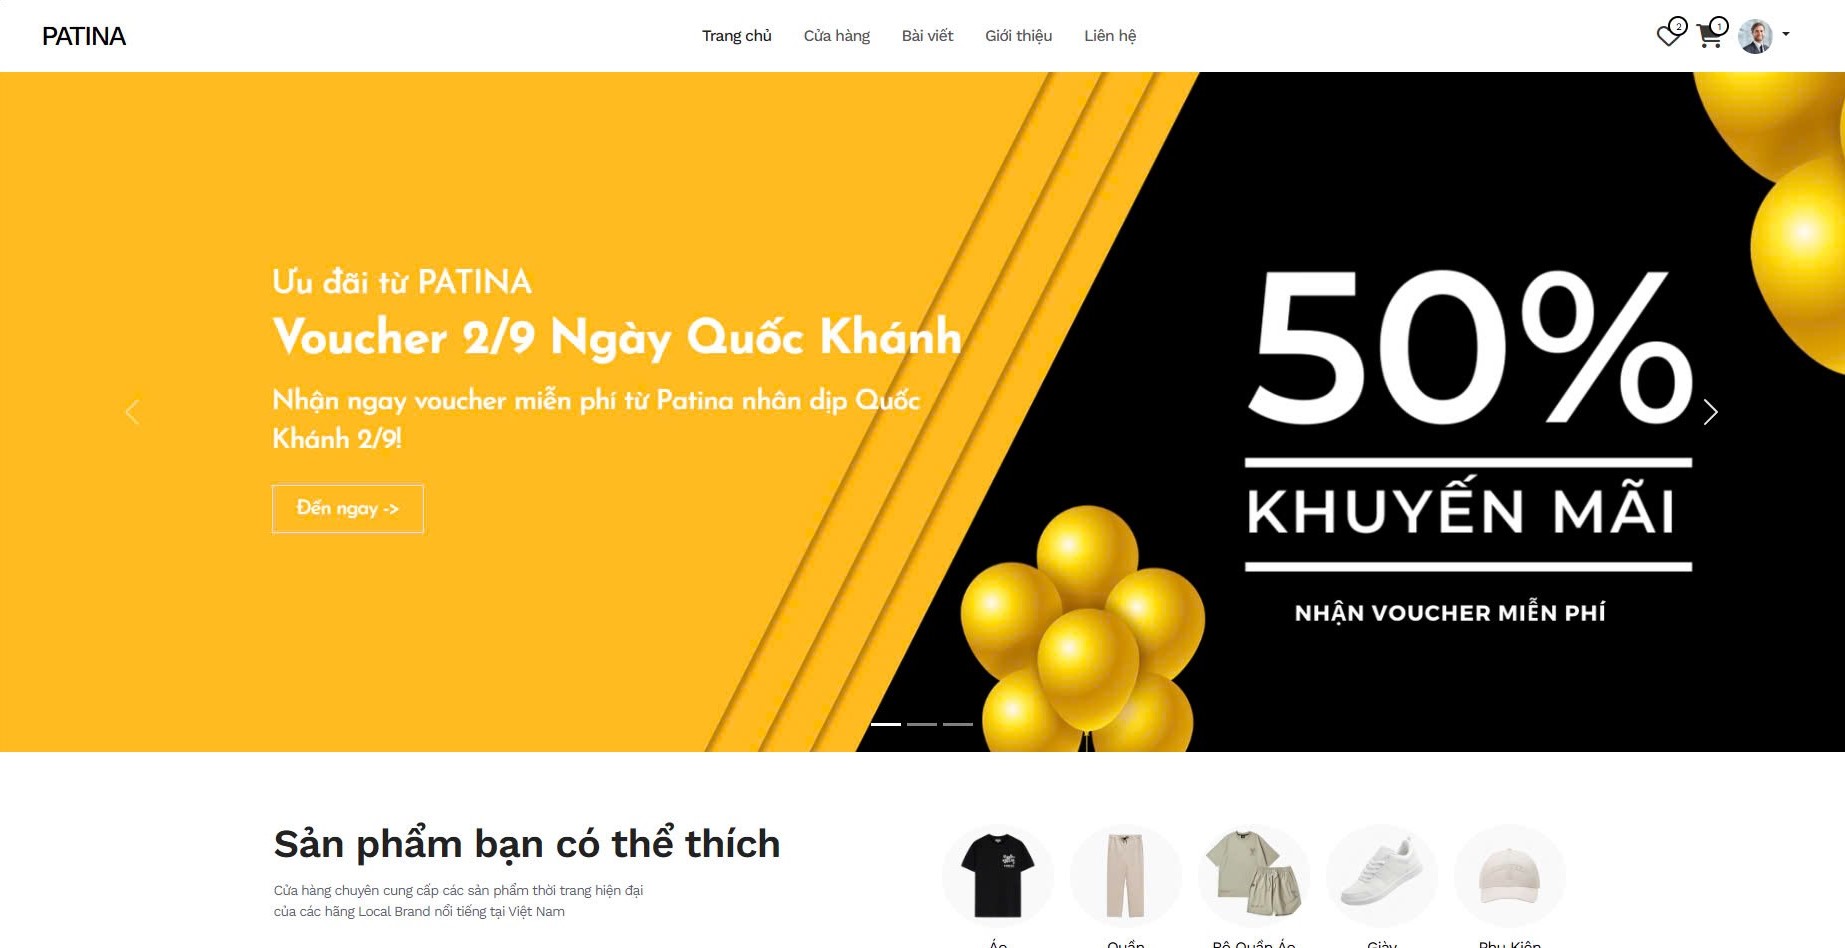 PATINA
Trang chủ
Cửa hàng
Bài viết
Giới thiệu
Liên hệ
2
1
Ưu đãi từ PATINA
Voucher 2/9 Ngày Quốc Khánh
Nhận ngay voucher miễn phí từ Patina nhân dịp Quốc
Khánh 2/9!
Đến ngay ->
50%
KHUYẾN MÃI
NHẬN VOUCHER MIỄN PHÍ
Sản phẩm bạn có thể thích
Cửa hàng chuyên cung cấp các sản phẩm thời trang hiện đại
của các hãng Local Brand nổi tiếng tại Việt Nam
Áo
Quần
Bộ Quần Áo
Giày
Phụ Kiện